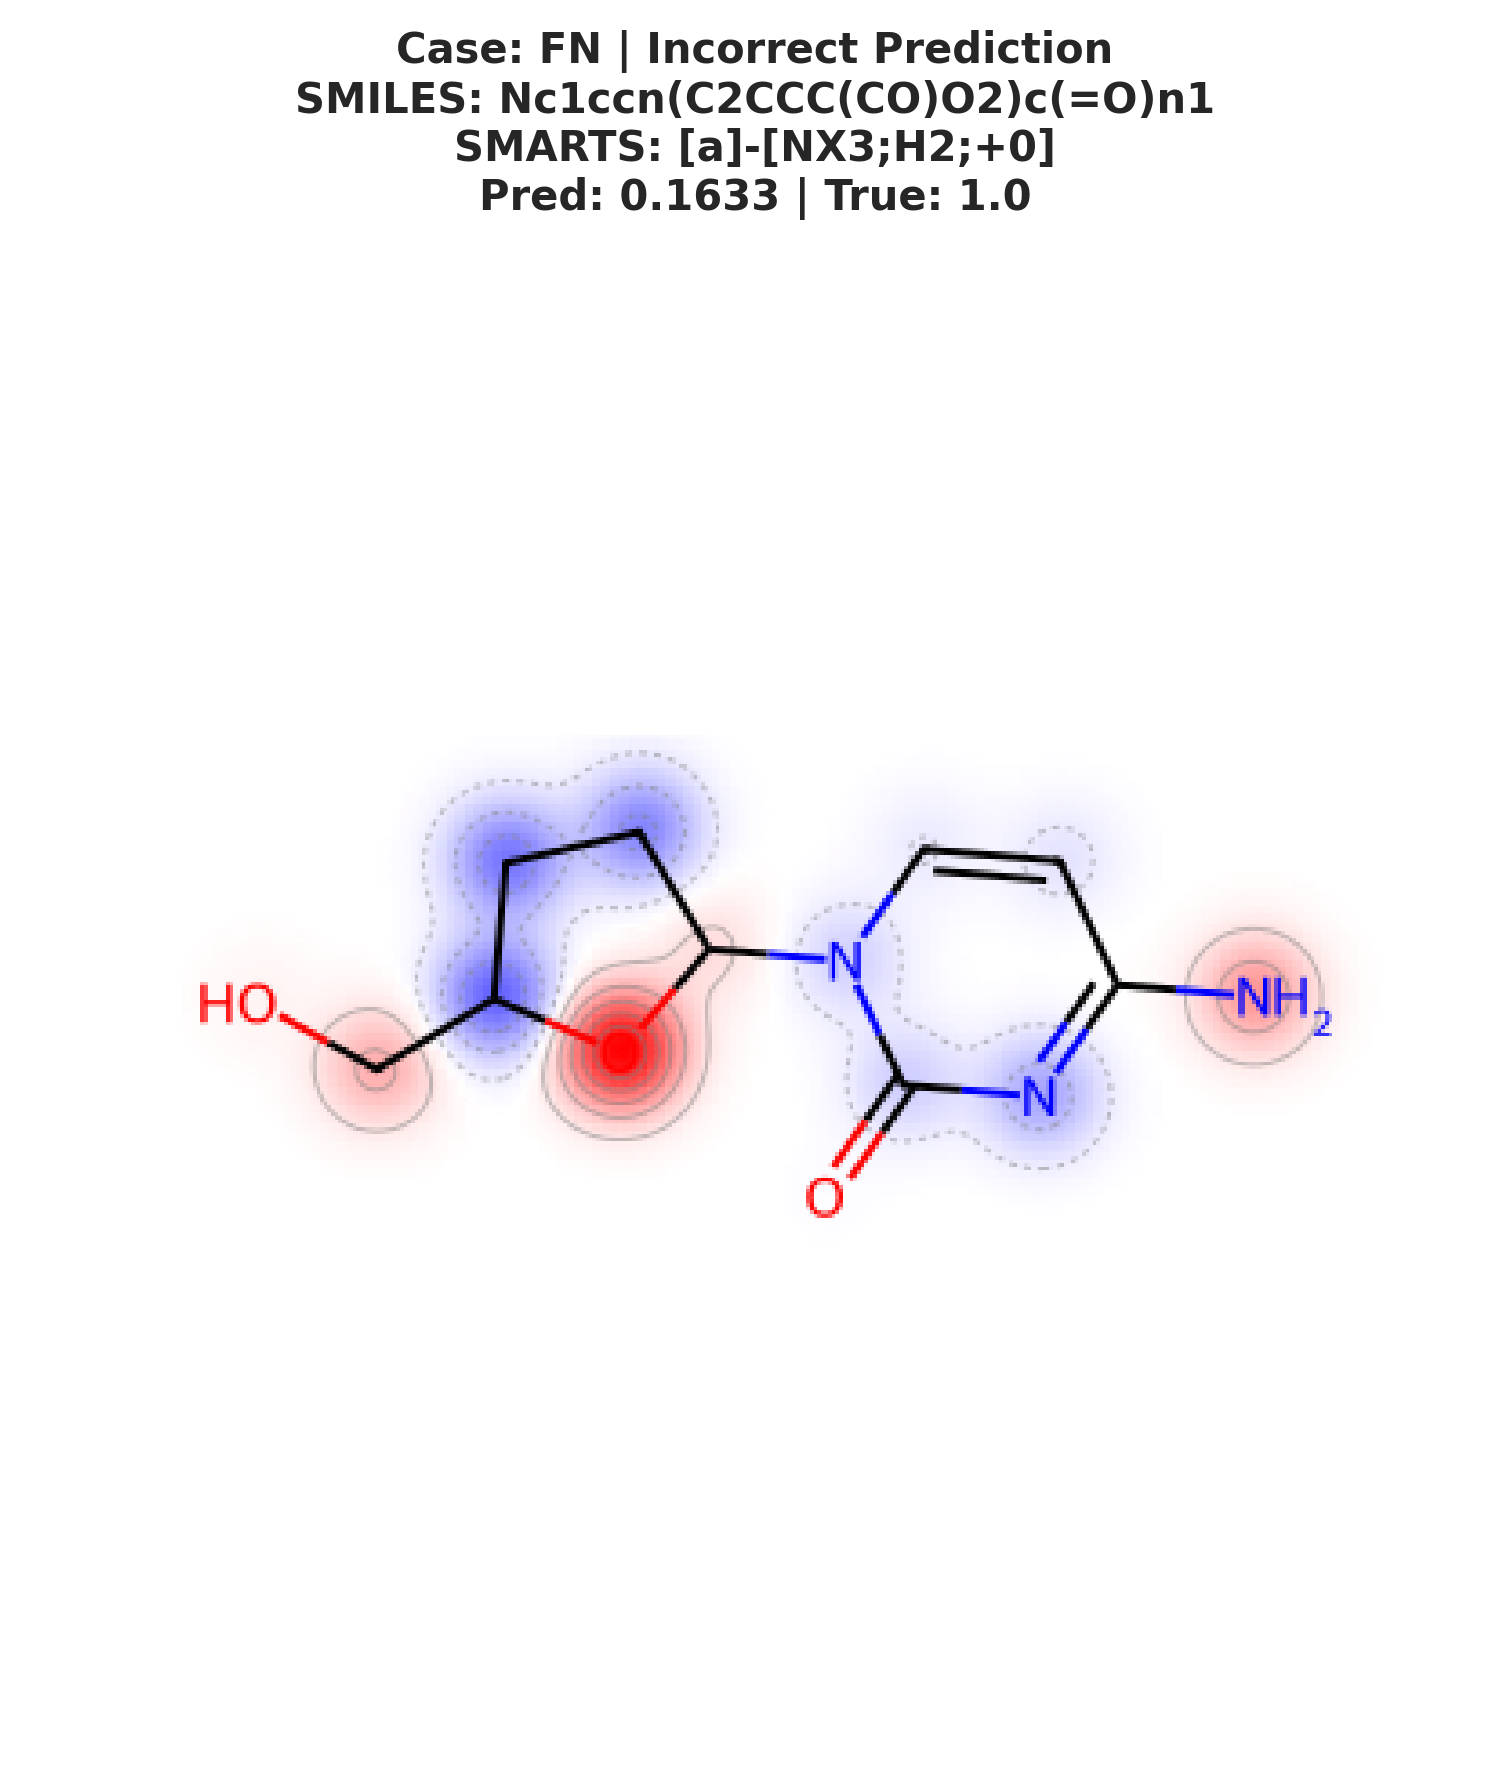 Case: FN | Incorrect Prediction
SMILES: Nc1ccn(C2CCC(CO)O2)c(=O)n1
SMARTS: [a]-[NX3;H2;+0]
Pred: 0.1633 | True: 1.0
N
HO
NH2
N
O